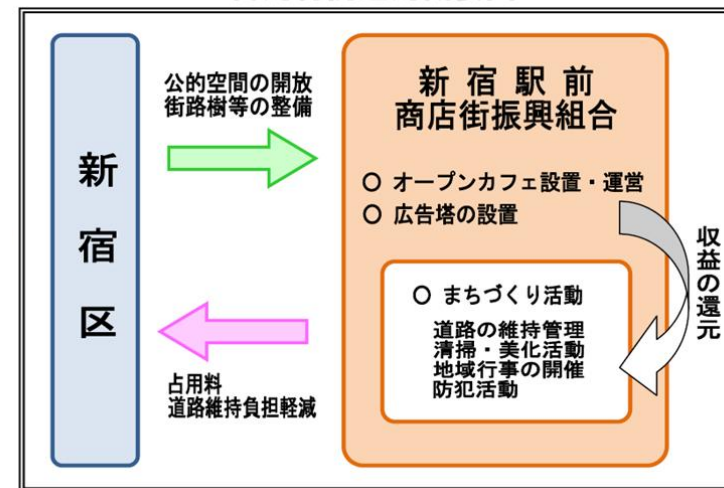 新宿区
公的空間の開放
街路樹等の整備
占用料
道路維持負担軽減
新宿駅前
商店街振興組合
○ オープンカフェ設置・運営
○ 広告塔の設置
収益の還元
○ まちづくり活動
道路の維持管理
清掃・美化活動
地域行事の開催
防犯活動